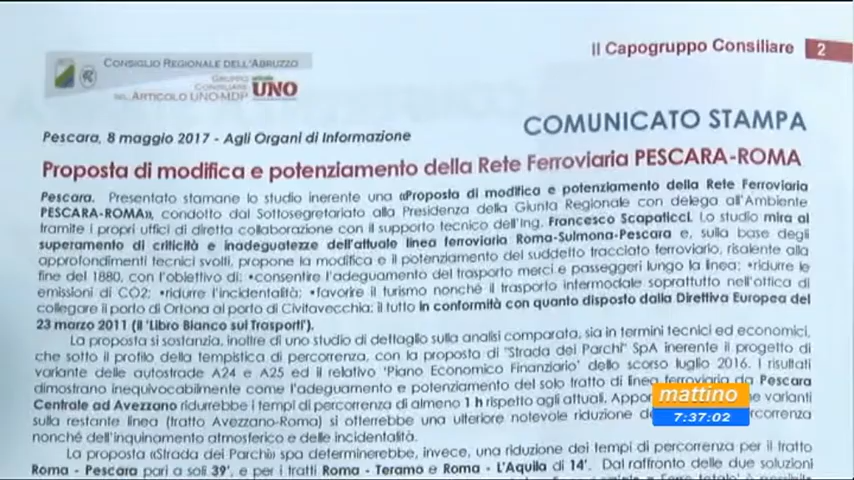 Il Capogruppo Consiliare 2
CONSIGLIO REGIONALE DELL'ABRUZZO
GRUPPO
CONSILIARE
DEL ARTICOLO UNO-MDP UNO
COMUNICATO STAMPA
Pescara, 8 maggio 2017 - Agli Organi di Informazione
Proposta di modifica e potenziamento della Rete Ferroviaria PESCARA-ROMA
Pescara. Presentato stamane lo studio inerente una «Proposta di modifica e potenziamento della Rete Ferroviaria
PESCARA-ROMA», condotto dal Sottosegretariato alla Presidenza della Giunta Regionale con delega all'Ambiente
tramite i propri uffici di diretta collaborazione con il supporto tecnico dell'Ing. Francesco Scapaticci. Lo studio mira al
superamento di criticità e inadeguatezze dell'attuale linea ferroviaria Roma-Sulmona-Pescara e, sulla base degli
approfondimenti tecnici svolti, propone la modifica e il potenziamento del suddetto tracciato ferroviario, risalente alla
fine del 1880, con l'obiettivo di: •consentire l'adeguamento del trasporto merci e passeggeri lungo la linea; •ridurre le
emissioni di CO2; •ridurre l'incidentalità; •favorire il turismo nonché il trasporto intermodale soprattutto nell'ottica di
collegare il porto di Ortona al porto di Civitavecchia; il tutto in conformità con quanto disposto dalla Direttiva Europea del
23 marzo 2011 (il 'Libro Bianco sui Trasporti').
La proposta si sostanzia, inoltre di uno studio di dettaglio sulla analisi comparata, sia in termini tecnici ed economici,
che sotto il profilo della tempistica di percorrenza, con la proposta di "Strada dei Parchi" SpA inerente il progetto di
variante delle autostrade A24 e A25 ed il relativo 'Piano Economico Finanziario' dello scorso luglio 2016. I risultati
dimostrano inequivocabilmente come l'adeguamento e potenziamento del solo tratto di linea ferroviaria da Pescara
Centrale ad Avezzano ridurrebbe i tempi di percorrenza di almeno 1 h rispetto agli attuali. Appor e varianti
sulla restante linea (tratto Avezzano-Roma) si otterrebbe una ulteriore notevole riduzione de rcorrenza
nonché dell'inquinamento atmosferico e delle incidentalità.
La proposta «Strada dei Parchi» spa determinerebbe, invece, una riduzione dei tempi di percorrenza per il tratto
Roma - Pescara pari a soli 39', e per i tratti Roma - Teramo e Roma - L'Aquila di 14'. Dal raffronto delle due soluzioni
mattino
7:37:02